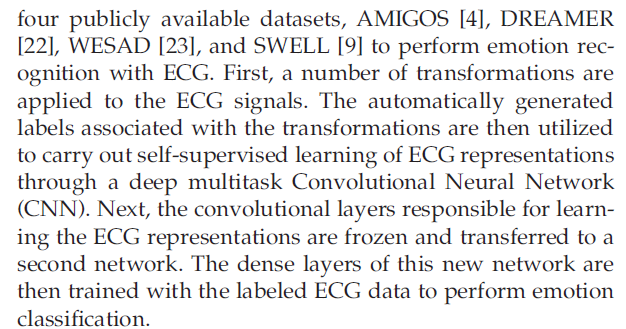 four publicly available datasets, AMIGOS [4], DREAMER
[22], WESAD [23], and SWELL [9] to perform emotion rec-
ognition with ECG. First, a number of transformations are
applied to the ECG signals. The automatically generated
labels associated with the transformations are then utilized
to carry out self-supervised learning of ECG representations
through a deep multitask Convolutional Neural Network
(CNN). Next, the convolutional layers responsible for learn-
ing the ECG representations are frozen and transferred to a
second network. The dense layers of this new network are
then trained with the labeled ECG data to perform emotion
classification.